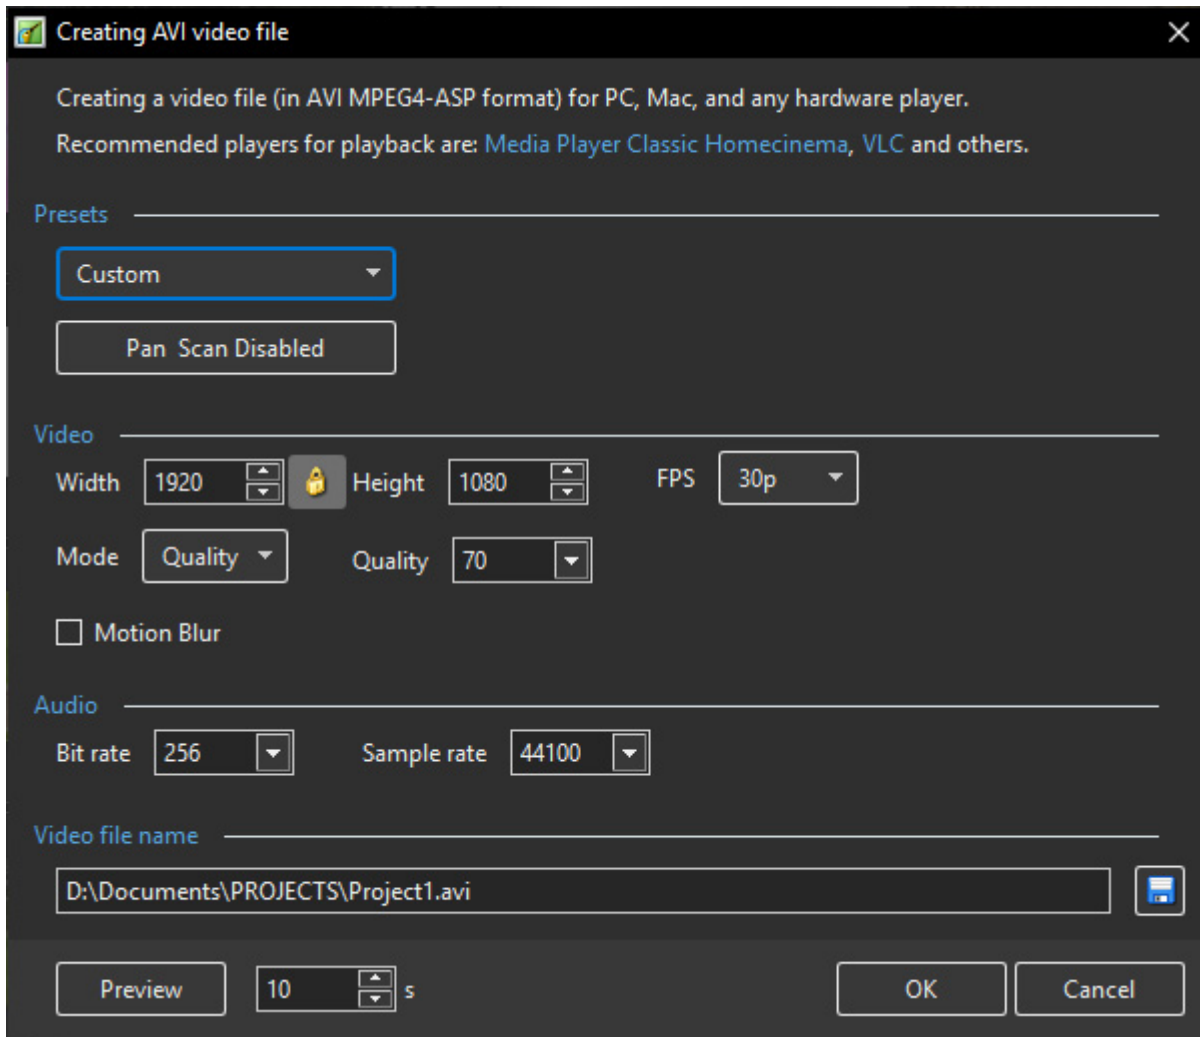 Creating AVI video file
Creating a video file (in AVI MPEG4-ASP format) for PC, Mac, and any hardware player.
Recommended players for playback are: Media Player Classic Homecinema, VLC and others.
Presets
Custom
Pan Scan Disabled
Video
Width 1920 Height 1080 FPS 30p
Mode Quality Quality 70
Motion Blur
Audio
Bit rate 256 Sample rate 44100
Video file name
D:\Documents\PROJECTS\Project1.avi
Preview 10 s OK Cancel